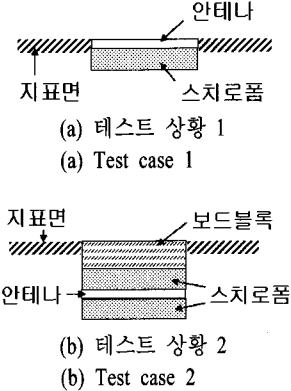 안테나
지표면
스치로폼
(a) 테스트 상황 1
(a) Test case 1
지표면
보드블록
안테나
스치로폼
(b) 테스트 상황 2
(b) Test case 2